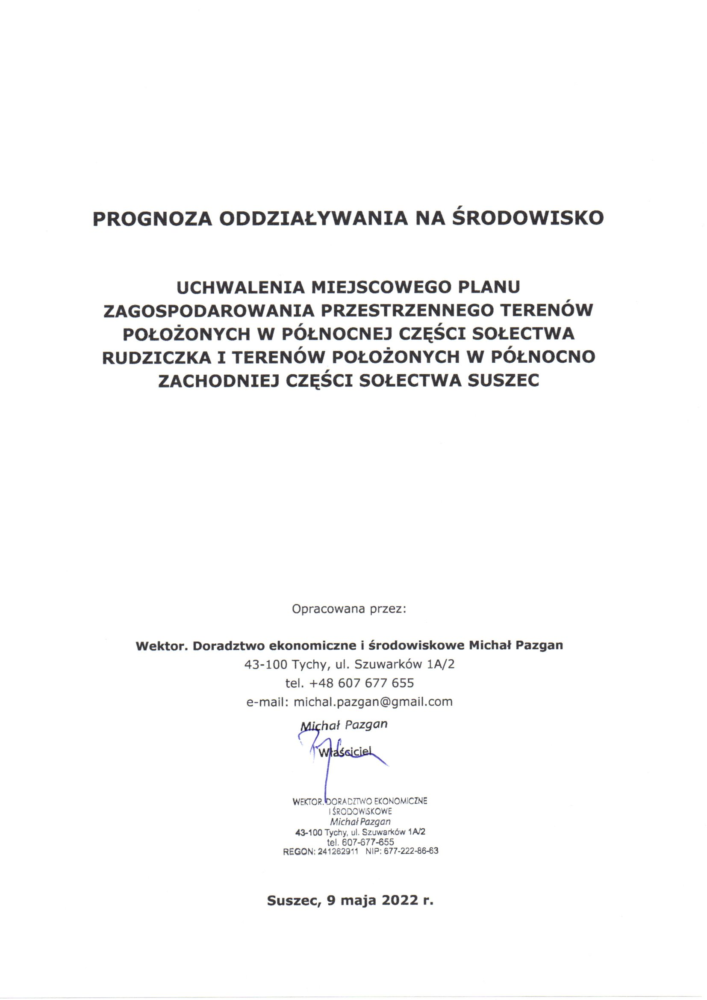 PROGNOZA ODDZIAŁYWANIA NA ŚRODOWISKO
UCHWALENIA MIEJSCOWEGO PLANU
ZAGOSPODAROWANIA PRZESTRZENNEGO TERENÓW
POŁOŻONYCH W PÓŁNOCNEJ CZĘŚCI SOŁECTWA
RUDZICZKA I TERENÓW POŁOŻONYCH W PÓŁNOCNO
ZACHODNIEJ CZĘŚCI SOŁECTWA SUSZEC
Opracowana przez:
Wektor. Doradztwo ekonomiczne i środowiskowe Michał Pazgan
43-100 Tychy, ul. Szuwarków 1A/2
tel. +48 607 677 655
e-mail: michal.pazgan@gmail.com
Michał Pazgan
Właściciel
WEKTOR. DORADZTWO EKONOMICZNE
I ŚRODOWISKOWE
Michał Pazgan
43-100 Tychy, ul. Szuwarków 1A/2
tel. 607-677-655
REGON: 241262911 NIP: 677-222-86-63
Suszec, 9 maja 2022 r.